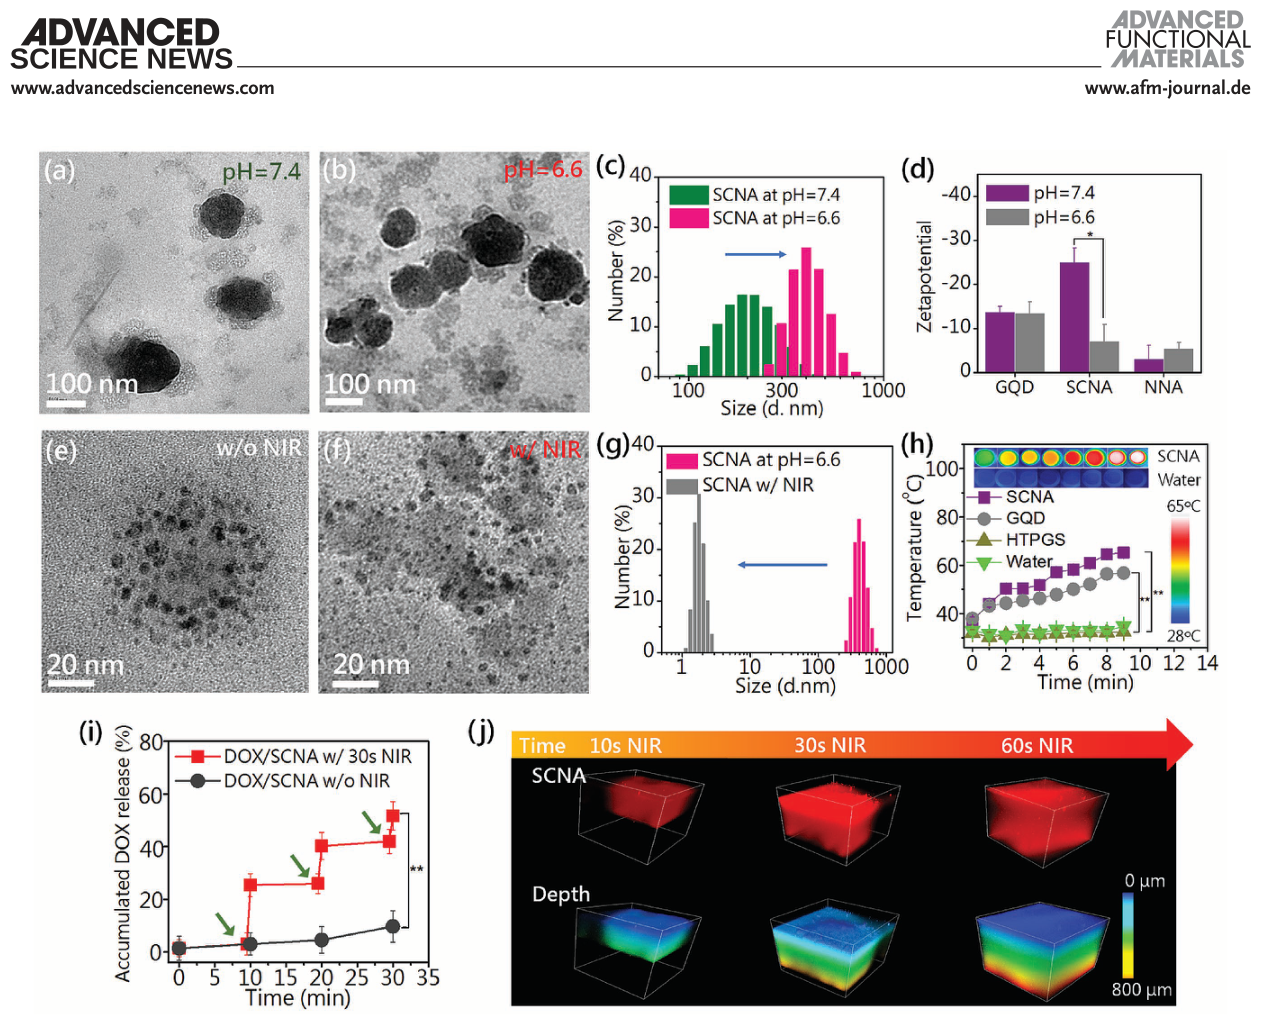 ADVANCED
SCIENCE NEWS
www.advancedsciencenews.com
ADVANCED
FUNCTIONAL
MATERIALS
www.afm-journal.de
(a)
pH=7.4
100 nm
(b)
pH=6.6
100 nm
(c)
SCNA at pH=7.4
SCNA at pH=6.6
Number (%)
40
30
20
10
0
100 300 1000
Size (d. nm)
(d)
pH=7.4
pH=6.6
*
Zetapotential
-40
-30
-20
-10
0
GQD SCNA NNA
(e)
w/o NIR
20 nm
(f)
w/ NIR
20 nm
(g)
SCNA at pH=6.6
SCNA w/ NIR
Number (%)
40
30
20
10
0
1 10 100 1000
Size (d.nm)
(h)
SCNA
Water
SCNA
GQD
HTPGS
Water
65ºC
28ºC
** **
Temperature (°C)
100
80
60
40
0 2 4 6 8 10 12 14
Time (min)
(i)
DOX/SCNA w/ 30s NIR
DOX/SCNA w/o NIR
**
Accumulated DOX release (%)
80
60
40
20
0
0 5 10 15 20 25 30 35
Time (min)
(j)
Time 10s NIR 30s NIR 60s NIR
SCNA
Depth
0 µm
800 µm